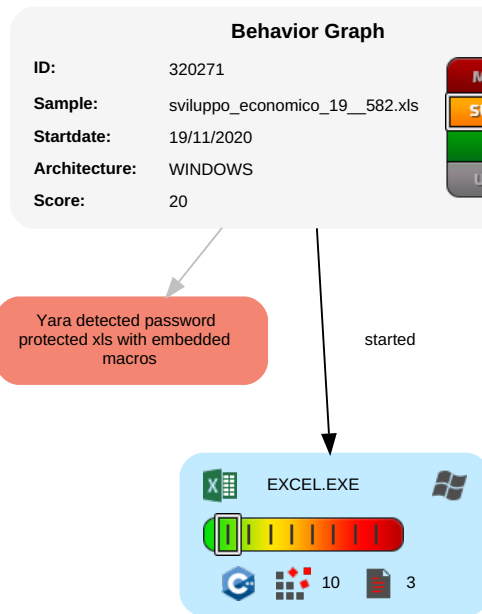 Behavior Graph
ID: 320271
Sample: sviluppo_economico_19__582.xls
Startdate: 19/11/2020
Architecture: WINDOWS
Score: 20
Yara detected password
protected xls with embedded
macros
started
EXCEL.EXE
10 3